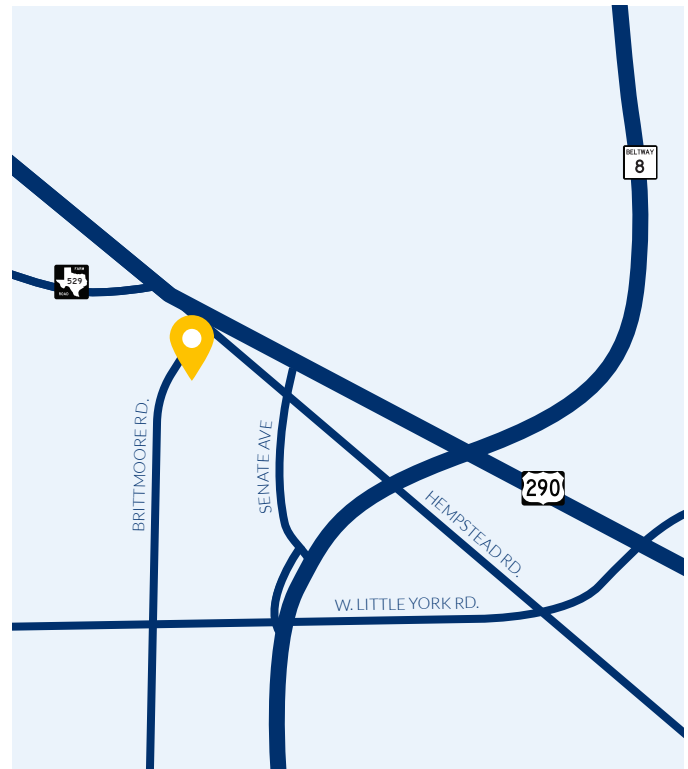 BELTWAY
8
FARM
529
ROAD
BRITTMOORE RD.
SENATE AVE
290
HEMPSTEAD RD.
W. LITTLE YORK RD.